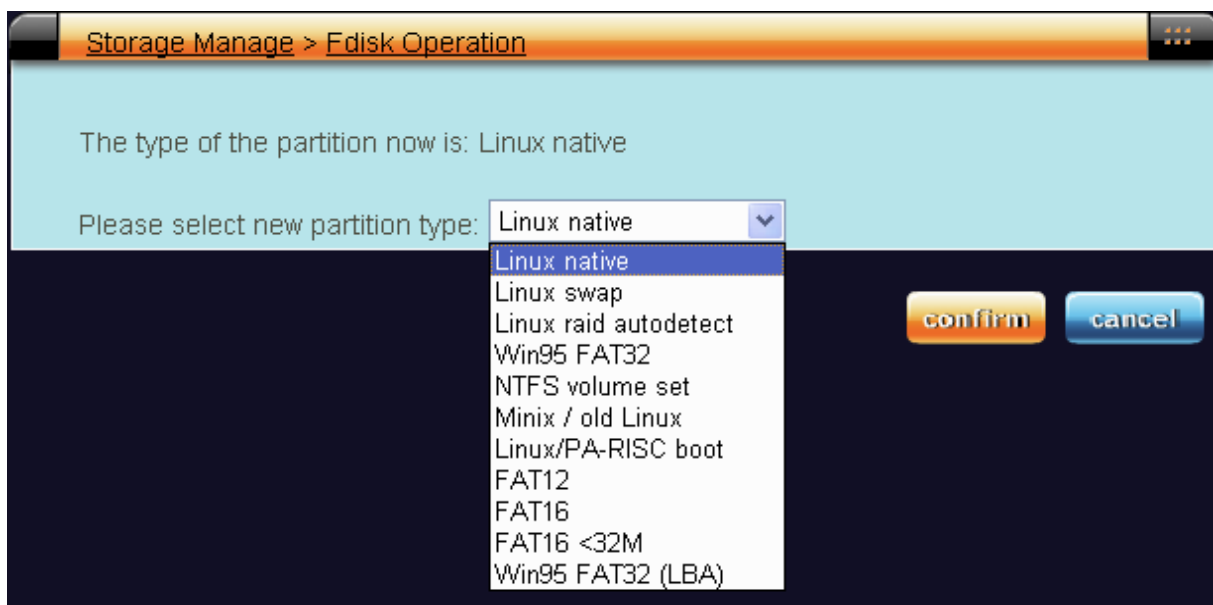 Storage Manage > Fdisk Operation
The type of the partition now is: Linux native
Please select new partition type: Linux native
Linux native
Linux swap
Linux raid autodetect
Win95 FAT32
NTFS volume set
Minix / old Linux
Linux/PA-RISC boot
FAT12
FAT16
FAT16 <32M
Win95 FAT32 (LBA)
confirm cancel